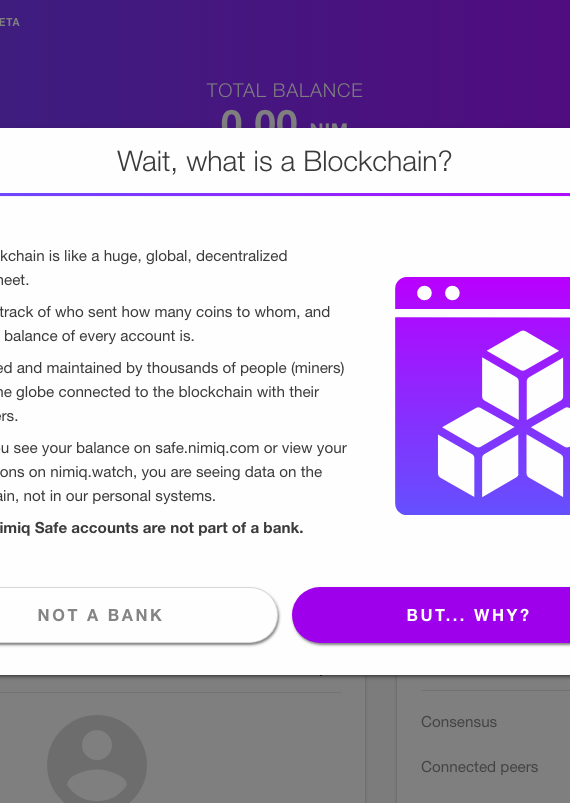 ETA
TOTAL BALANCE
0.00 NIM
Wait, what is a Blockchain?
kchain is like a huge, global, decentralized
heet.
track of who sent how many coins to whom, and
balance of every account is.
ed and maintained by thousands of people (miners)
ne globe connected to the blockchain with their
ers.
ou see your balance on safe.nimiq.com or view your
ons on nimiq.watch, you are seeing data on the
ain, not in our personal systems.
imiq Safe accounts are not part of a bank.
NOT A BANK
BUT... WHY?
Consensus
Connected peers